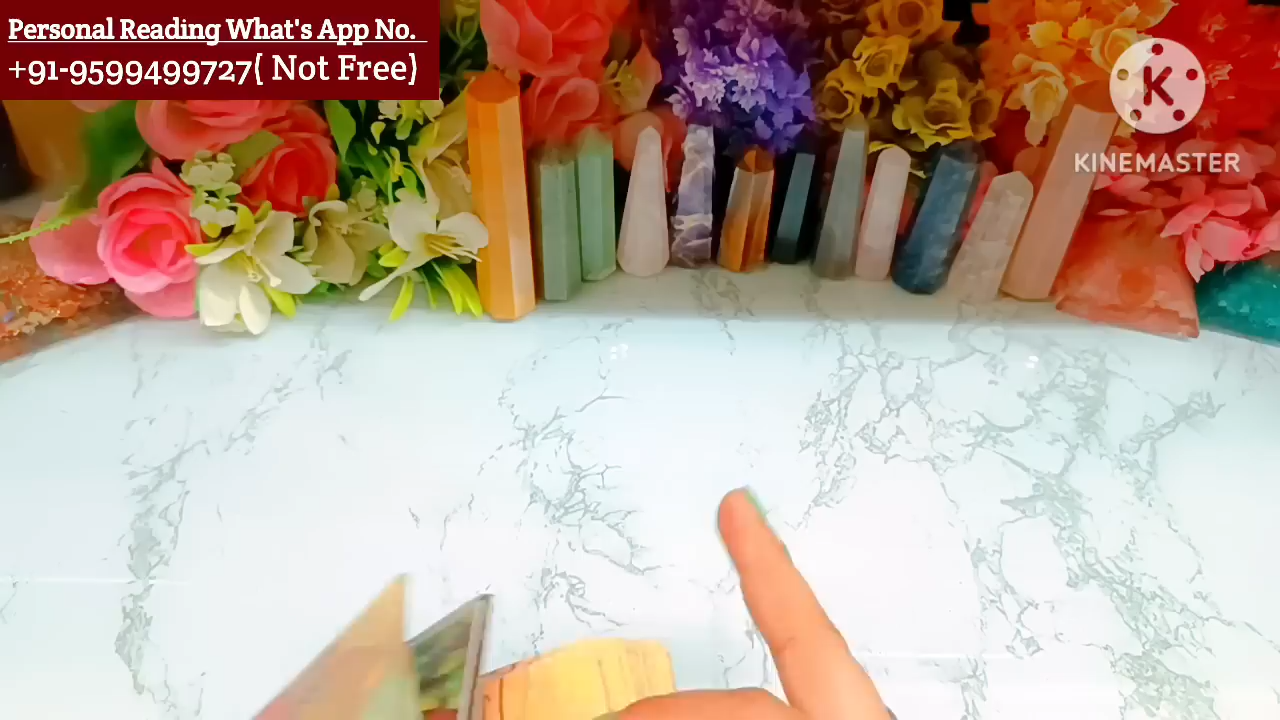 Personal Reading What's App No.
+91-9599499727( Not Free)
K
KINEMASTER